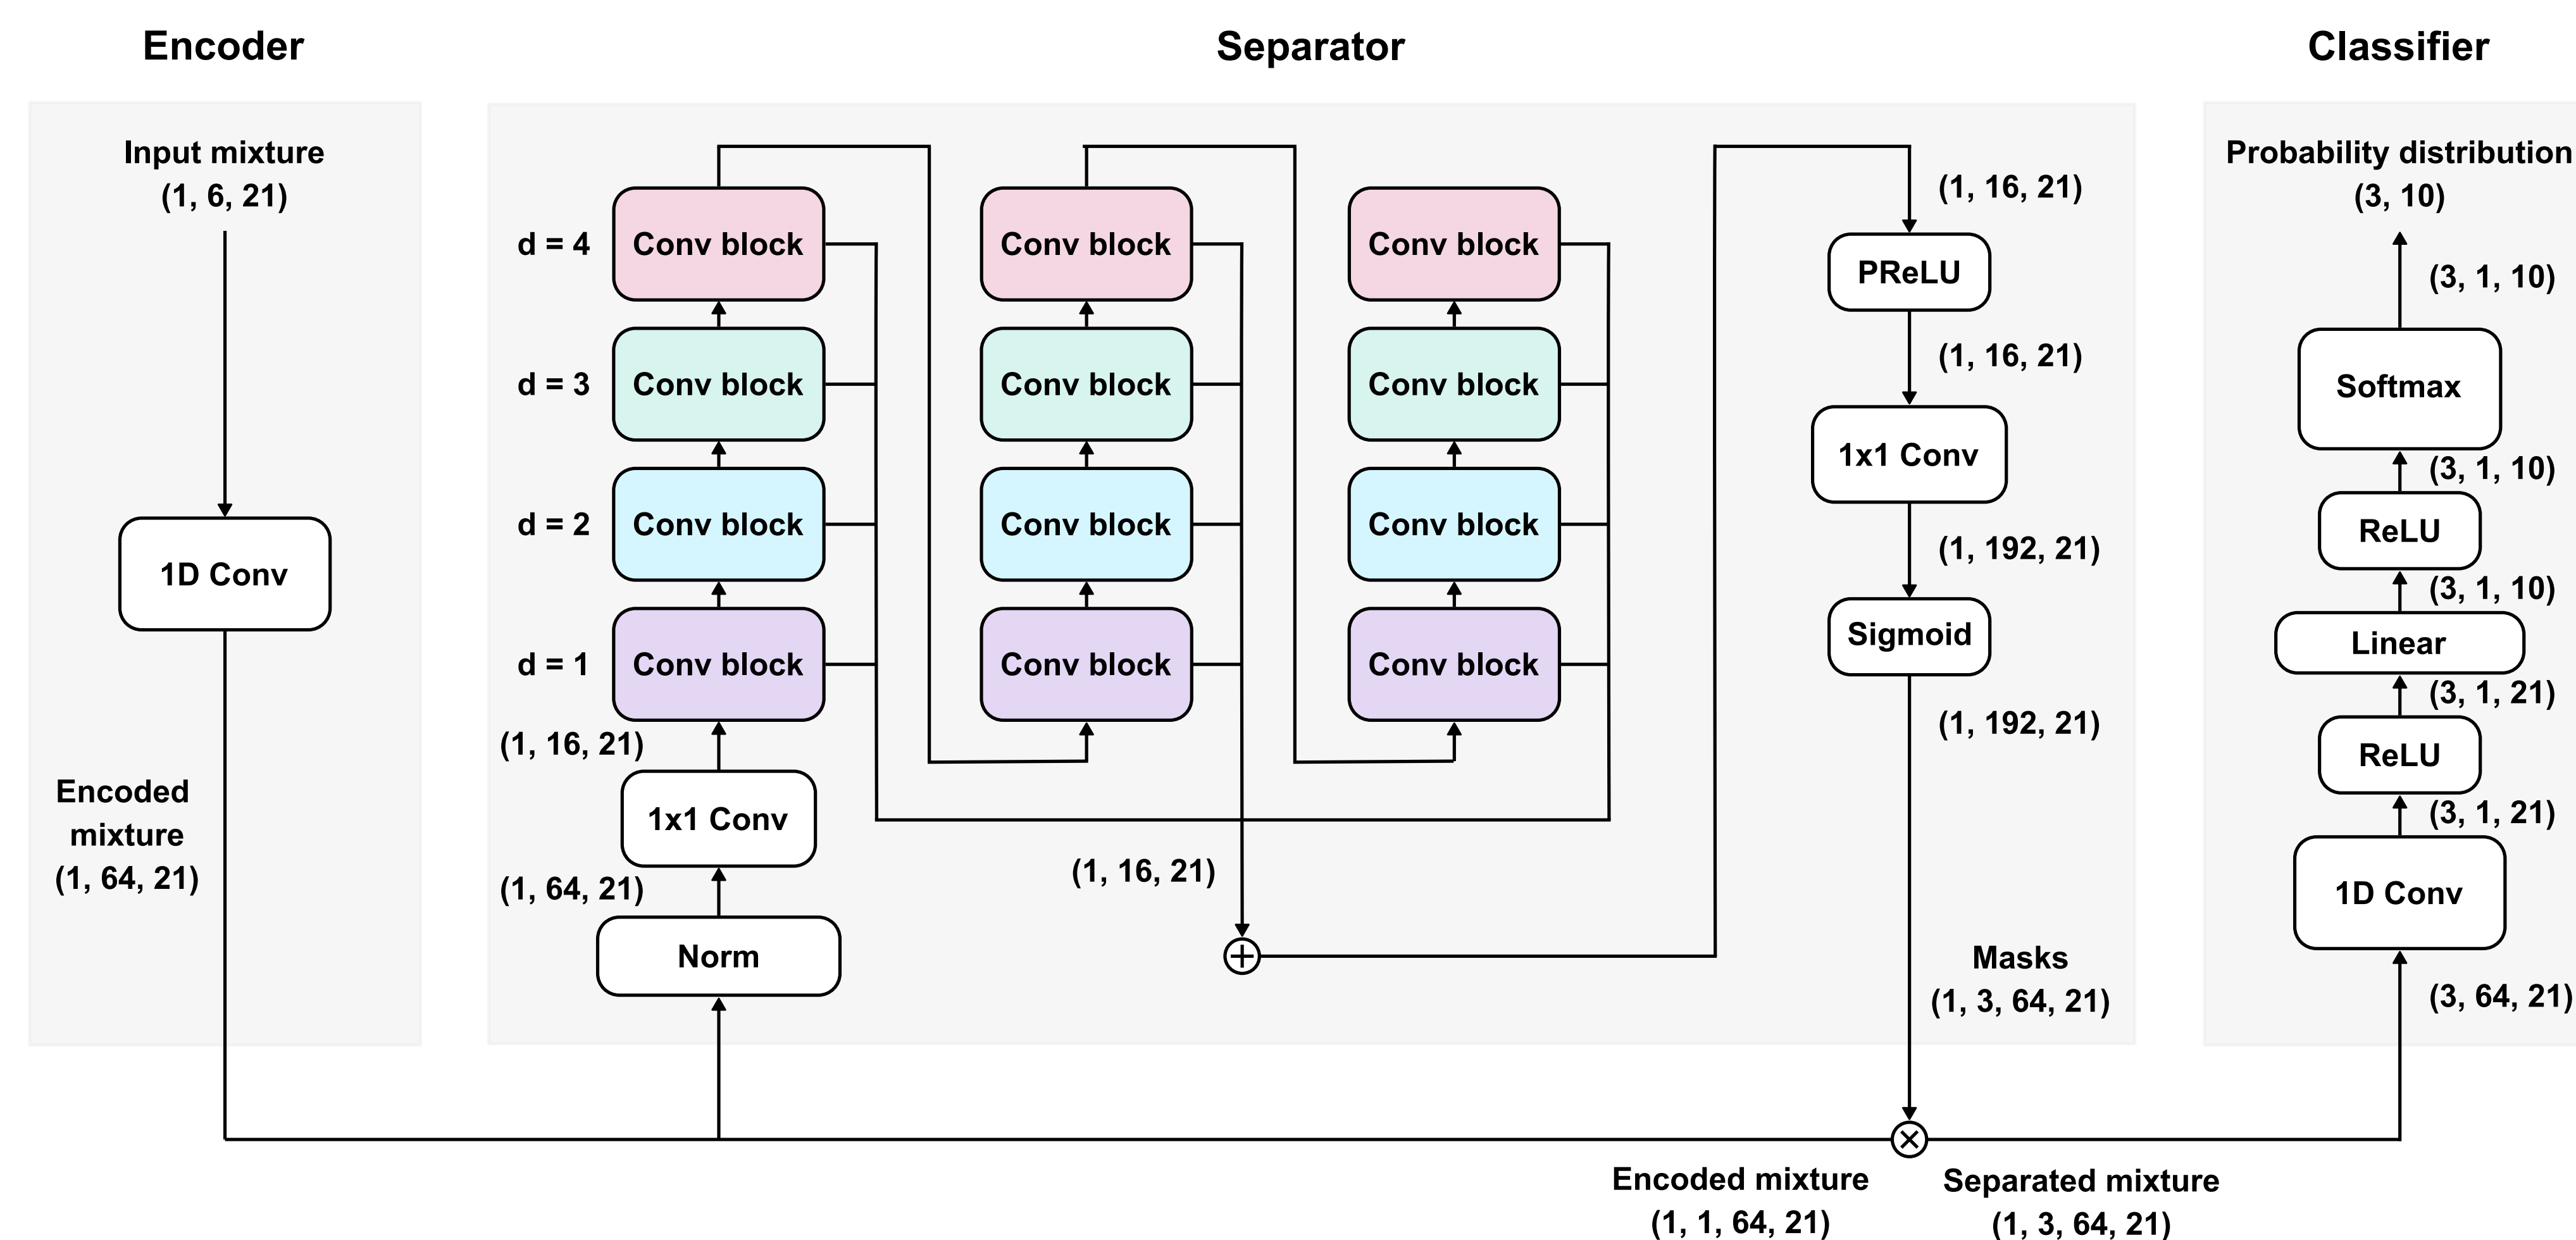 Encoder
Separator
Classifier
Input mixture
(1, 6, 21)
1D Conv
Encoded
mixture
(1, 64, 21)
d = 4
Conv block
Conv block
Conv block
d = 3
Conv block
Conv block
Conv block
d = 2
Conv block
Conv block
Conv block
d = 1
Conv block
Conv block
Conv block
(1, 16, 21)
1x1 Conv
(1, 64, 21)
Norm
(1, 16, 21)
(1, 16, 21)
PReLU
(1, 16, 21)
1x1 Conv
(1, 192, 21)
Sigmoid
(1, 192, 21)
Masks
(1, 3, 64, 21)
Encoded mixture
(1, 1, 64, 21)
Separated mixture
(1, 3, 64, 21)
Probability distribution
(3, 10)
(3, 1, 10)
Softmax
(3, 1, 10)
ReLU
(3, 1, 10)
Linear
(3, 1, 21)
ReLU
(3, 1, 21)
1D Conv
(3, 64, 21)